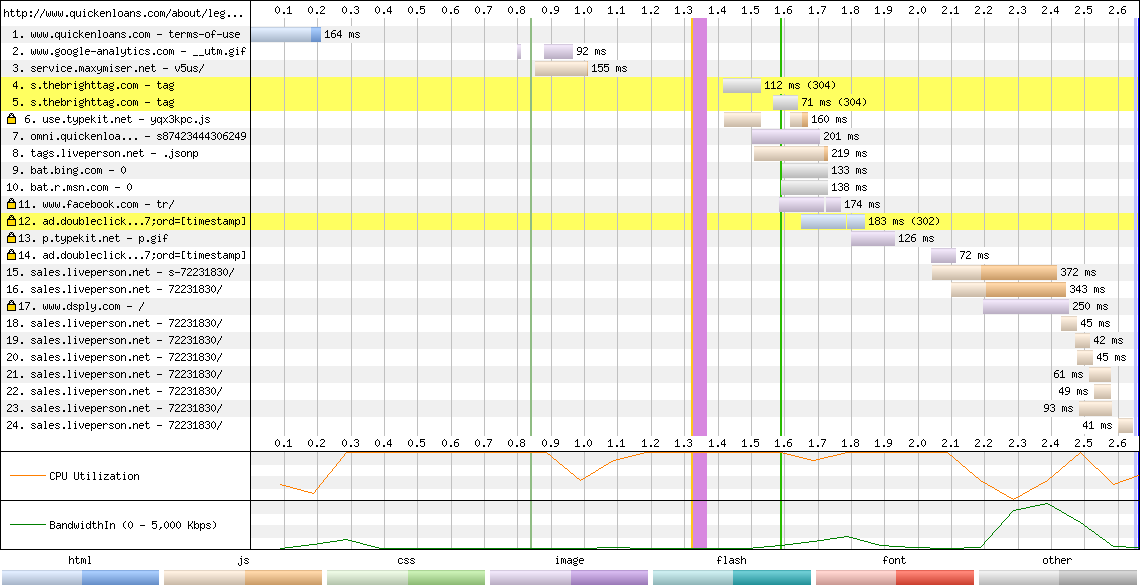 http://www.quickenloans.com/about/leg... 0.1 0.2 0.3 0.4 0.5 0.6 0.7 0.8 0.9 1.0 1.1 1.2 1.3 1.4 1.5 1.6 1.7 1.8 1.9 2.0 2.1 2.2 2.3 2.4 2.5 2.6
1. www.quickenloans.com - terms-of-use 164 ms
2. www.google-analytics.com - __utm.gif 92 ms
3. service.maxymiser.net - v5us/ 155 ms
4. s.thebrighttag.com - tag 112 ms (304)
5. s.thebrighttag.com - tag 71 ms (304)
6. use.typekit.net - yqx3kpc.js 160 ms
7. omni.quickenloa... - s87423444306249 201 ms
8. tags.liveperson.net - .jsonp 219 ms
9. bat.bing.com - 0 133 ms
10. bat.r.msn.com - 0 138 ms
11. www.facebook.com - tr/ 174 ms
12. ad.doubleclick...7;ord=[timestamp] 183 ms (302)
13. p.typekit.net - p.gif 126 ms
14. ad.doubleclick...7;ord=[timestamp] 72 ms
15. sales.liveperson.net - s-72231830/ 372 ms
16. sales.liveperson.net - 72231830/ 343 ms
17. www.dsply.com - / 250 ms
18. sales.liveperson.net - 72231830/ 45 ms
19. sales.liveperson.net - 72231830/ 42 ms
20. sales.liveperson.net - 72231830/ 45 ms
21. sales.liveperson.net - 72231830/ 61 ms
22. sales.liveperson.net - 72231830/ 49 ms
23. sales.liveperson.net - 72231830/ 93 ms
24. sales.liveperson.net - 72231830/ 41 ms
0.1 0.2 0.3 0.4 0.5 0.6 0.7 0.8 0.9 1.0 1.1 1.2 1.3 1.4 1.5 1.6 1.7 1.8 1.9 2.0 2.1 2.2 2.3 2.4 2.5 2.6
CPU Utilization
BandwidthIn (0 - 5,000 Kbps)
html js css image flash font other